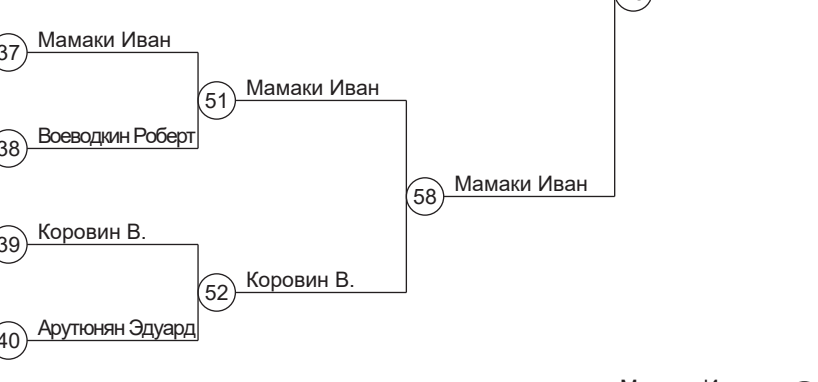 37 Мамаки Иван
51 Мамаки Иван
38 Воеводкин Роберт
58 Мамаки Иван
39 Коровин В.
52 Коровин В.
40 Арутюнян Эдуард